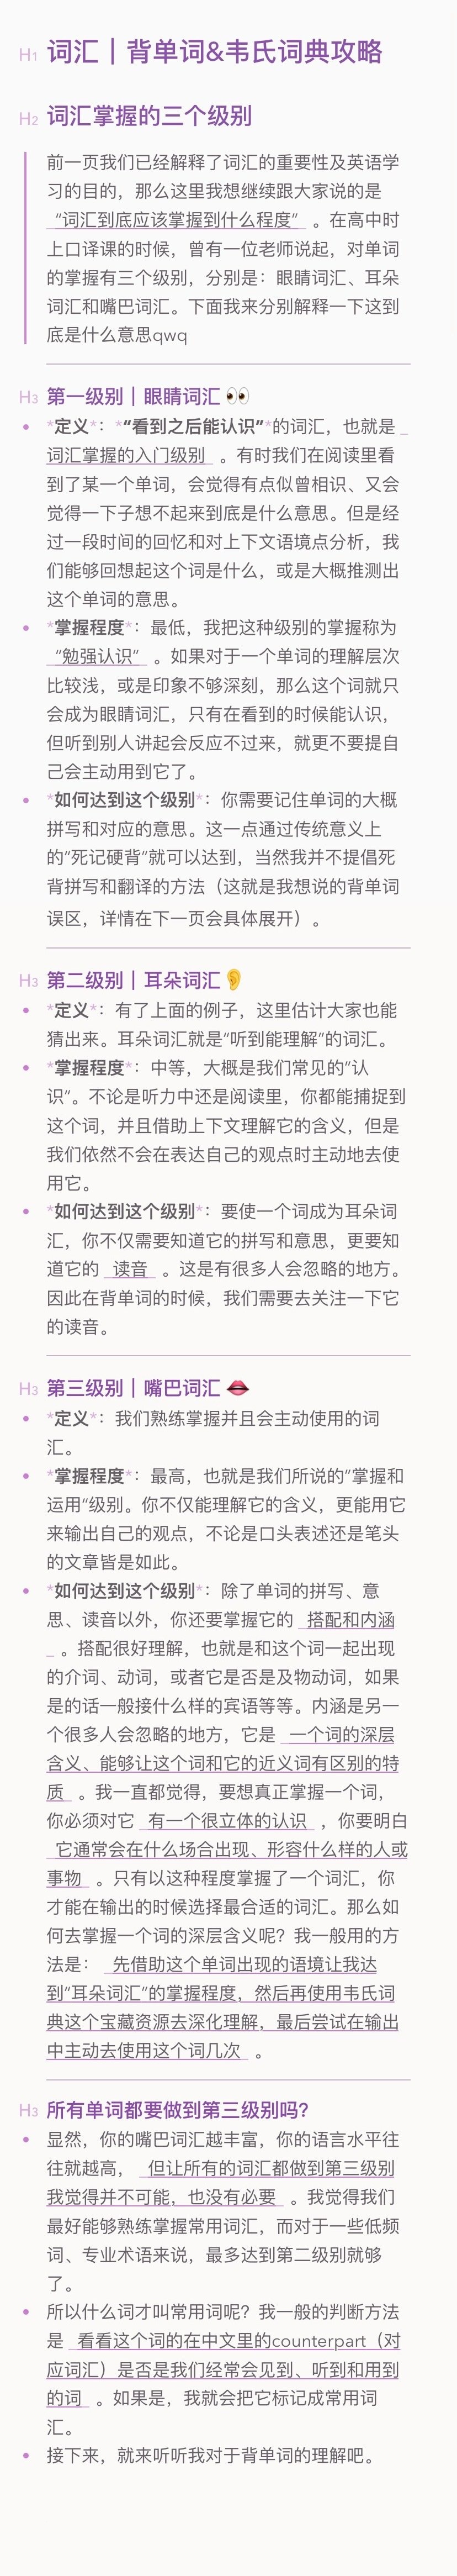 H1 词汇｜背单词&韦氏词典攻略
H2 词汇掌握的三个级别
前一页我们已经解释了词汇的重要性及英语学
习的目的，那么这里我想继续跟大家说的是
“词汇到底应该掌握到什么程度” 。在高中时
上口译课的时候，曾有一位老师说起，对单词
的掌握有三个级别，分别是：眼睛词汇、耳朵
词汇和嘴巴词汇。下面我来分别解释一下这到
底是什么意思qwq
H3 第一级别｜眼睛词汇 👀
• *定义*：*“看到之后能认识”*的词汇，也就是 _
词汇掌握的入门级别_ 。有时我们在阅读里看
到了某一个单词，会觉得有点似曾相识、又会
觉得一下子想不起来到底是什么意思。但是经
过一段时间的回忆和对上下文语境点分析，我
们能够回想起这个词是什么，或是大概推测出
这个单词的意思。
• *掌握程度*：最低，我把这种级别的掌握称为
_“勉强认识”_ 。如果对于一个单词的理解层次
比较浅，或是印象不够深刻，那么这个词就只
会成为眼睛词汇，只有在看到的时候能认识，
但听到别人讲起会反应不过来，就更不要提自
己会主动用到它了。
• *如何达到这个级别*：你需要记住单词的大概
拼写和对应的意思。这一点通过传统意义上
的“死记硬背”就可以达到，当然我并不提倡死
背拼写和翻译的方法（这就是我想说的背单词
误区，详情在下一页会具体展开）。
H3 第二级别｜耳朵词汇👂
• *定义*：有了上面的例子，这里估计大家也能
猜出来。耳朵词汇就是“听到能理解”的词汇。
• *掌握程度*：中等，大概是我们常见的“认
识”。不论是听力中还是阅读里，你都能捕捉到
这个词，并且借助上下文理解它的含义，但是
我们依然不会在表达自己的观点时主动地去使
用它。
• *如何达到这个级别*：要使一个词成为耳朵词
汇，你不仅需要知道它的拼写和意思，更要知
道它的 _读音_ 。这是有很多人会忽略的地方。
因此在背单词的时候，我们需要去关注一下它
的读音。
H3 第三级别｜嘴巴词汇 👄
• *定义*：我们熟练掌握并且会主动使用的词
汇。
• *掌握程度*：最高，也就是我们所说的“掌握和
运用”级别。你不仅能理解它的含义，更能用它
来输出自己的观点，不论是口头表述还是笔头
的文章皆是如此。
• *如何达到这个级别*：除了单词的拼写、意
思、读音以外，你还要掌握它的 _搭配和内涵
_ 。搭配很好理解，也就是和这个词一起出现
的介词、动词，或者它是否是及物动词，如果
是的话一般接什么样的宾语等等。内涵是另一
个很多人会忽略的地方，它是 _一个词的深层
含义、能够让这个词和它的近义词有区别的特
质_ 。我一直都觉得，要想真正掌握一个词，
你必须对它 _有一个很立体的认识_ ，你要明白
_它通常会在什么场合出现、形容什么样的人或
事物_ 。只有以这种程度掌握了一个词汇，你
才能在输出的时候选择最合适的词汇。那么如
何去掌握一个词的深层含义呢？我一般用的方
法是： _先借助这个单词出现的语境让我达
到“耳朵词汇”的掌握程度，然后再使用韦氏词
典这个宝藏资源去深化理解，最后尝试在输出
中主动去使用这个词几次_ 。
H3 所有单词都要做到第三级别吗？
• 显然，你的嘴巴词汇越丰富，你的语言水平往
往就越高， _但让所有的词汇都做到第三级别
我觉得并不可能，也没有必要_ 。我觉得我们
最好能够熟练掌握常用词汇，而对于一些低频
词、专业术语来说，最多达到第二级别就够
了。
• 所以什么词才叫常用词呢？我一般的判断方法
是 _看看这个词的在中文里的counterpart（对
应词汇）是否是我们经常会见到、听到和用到
的词_ 。如果是，我就会把它标记成常用词
汇。
• 接下来，就来听听我对于背单词的理解吧。